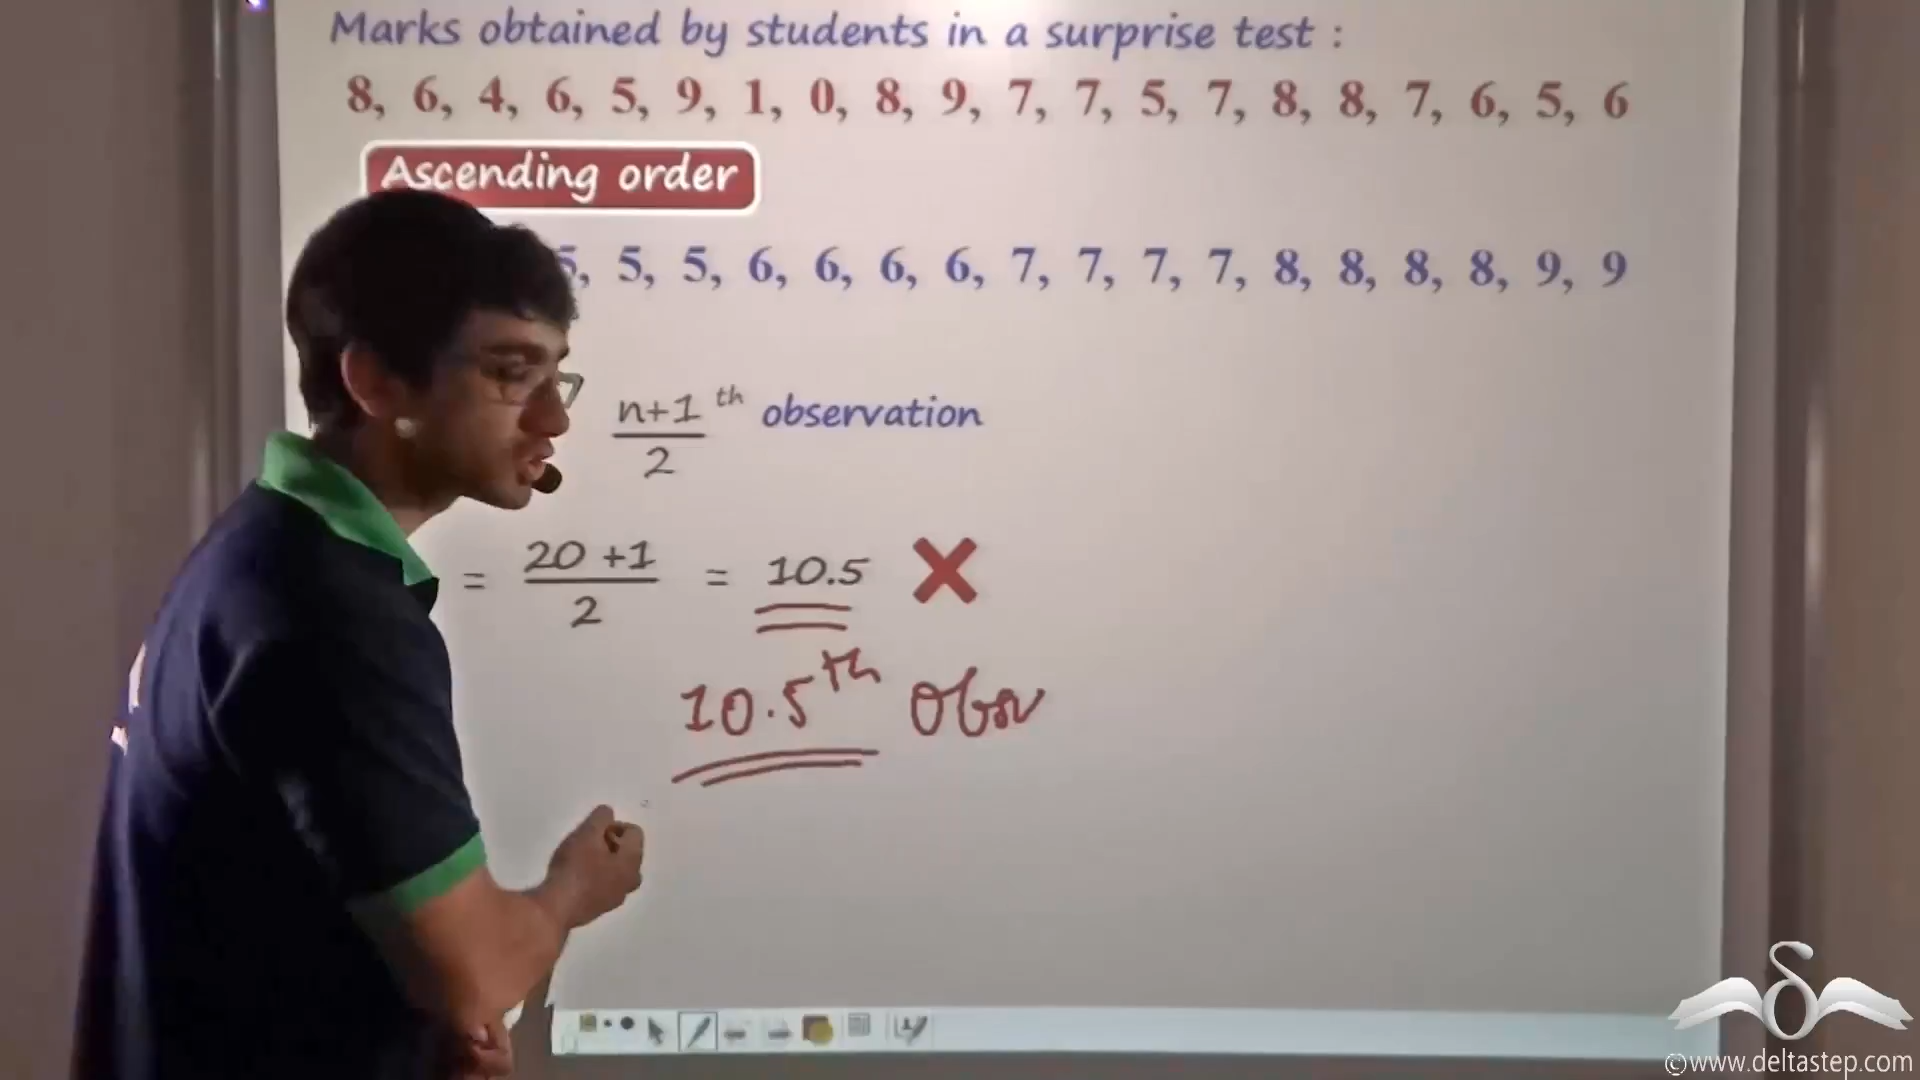 Marks obtained by students in a surprise test :
8, 6, 4, 6, 5, 9, 1, 0, 8, 9, 7, 7, 5, 7, 8, 8, 7, 6, 5, 6
Ascending order
5, 5, 5, 6, 6, 6, 6, 7, 7, 7, 7, 8, 8, 8, 8, 9, 9
n+1 th observation
2
= 20 +1 = 10.5
2
10.5th Obsv
©www.deltastep.com